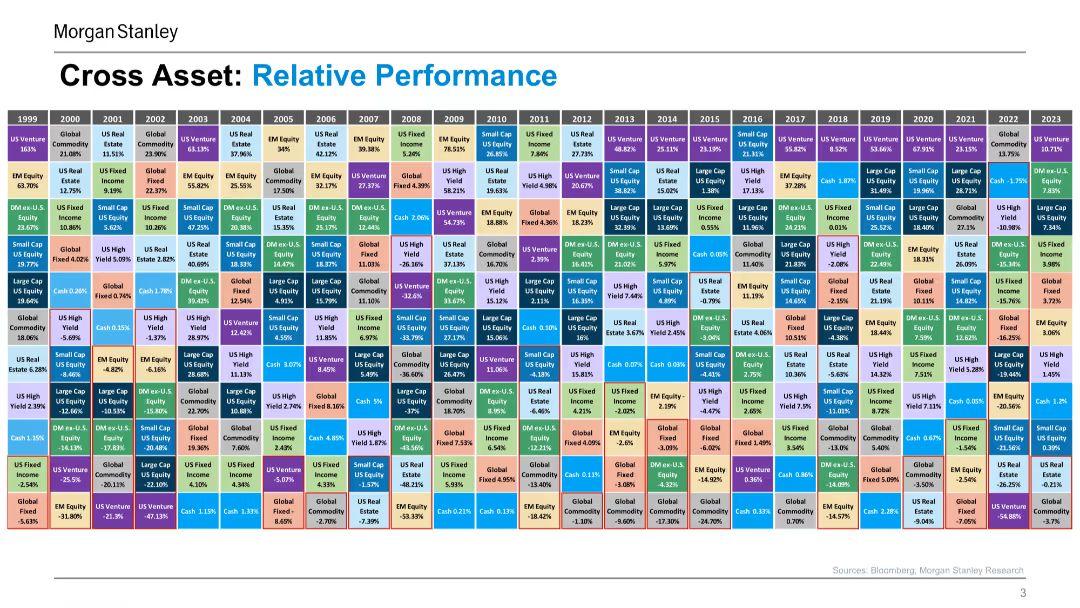 Morgan Stanley
Cross Asset: Relative Performance
1999 2000 2001 2002 2003 2004 2005 2006 2007 2008 2009 2010 2011 2012 2013 2014 2015 2016 2017 2018 2019 2020 2021 2022 2023
US Venture 163% Global Commodity 21.08% US Real Estate 11.51% Global Commodity 23.90% US Venture 63.13% US Real Estate 37.96% EM Equity 34% US Real Estate 42.12% EM Equity 39.38% US Fixed Income 5.24% EM Equity 78.51% Small Cap US Equity 26.85% US Fixed Income 7.84% US Real Estate 27.73% US Venture 48.82% US Venture 25.11% US Venture 23.19% Small Cap US Equity 21.31% US Venture 55.82% US Venture 8.52% US Venture 53.66% US Venture 67.91% US Venture 23.15% Global Commodity 13.75% US Venture 10.71%
EM Equity 63.70% US Real Estate 12.75% US Fixed Income 9.19% Global Fixed 22.37% EM Equity 55.82% EM Equity 25.55% Global Commodity 17.50% EM Equity 32.17% US Venture 27.37% Global Fixed 4.39% US High Yield 58.21% US Real Estate 19.63% US High Yield 4.98% US Venture 20.67% Small Cap US Equity 38.82% US Real Estate 15.02% Large Cap US Equity 1.38% US High Yield 17.13% EM Equity 37.28% Cash 1.87% Large Cap US Equity 31.49% Small Cap US Equity 19.96% Large Cap US Equity 28.71% Cash -1.75% DM ex-U.S. Equity 7.83%
DM ex-U.S. Equity 23.67% US Fixed Income 10.86% Small Cap US Equity 5.62% US Fixed Income 10.26% Small Cap US Equity 47.25% DM ex-U.S. Equity 20.38% US Real Estate 15.35% DM ex-U.S. Equity 25.17% DM ex-U.S. Equity 12.44% Cash 2.06% US Venture 54.73% EM Equity 18.88% Global Fixed 4.36% EM Equity 18.23% Large Cap US Equity 32.39% Large Cap US Equity 13.69% US Fixed Income 0.55% Large Cap US Equity 11.96% DM ex-U.S. Equity 24.21% US Fixed Income 0.01% Small Cap US Equity 25.52% Large Cap US Equity 18.40% Global Commodity 27.1% US High Yield -10.98% Large Cap US Equity 7.34%
Small Cap US Equity 19.77% Global Fixed 4.02% US High Yield 5.09% US Real Estate 2.82% US Real Estate 40.69% Small Cap US Equity 18.33% DM ex-U.S. Equity 14.47% Small Cap US Equity 18.37% Global Fixed 11.03% US High Yield -26.16% US Real Estate 37.13% Global Commodity 16.70% US Venture 2.39% DM ex-U.S. Equity 16.41% DM ex-U.S. Equity 21.02% US Fixed Income 5.97% Cash 0.05% Global Commodity 11.40% Large Cap US Equity 21.83% US High Yield -2.08% DM ex-U.S. Equity 22.49% EM Equity 18.31% US Real Estate 26.09% DM ex-U.S. Equity -15.34% US Fixed Income 3.98%
Large Cap US Equity 19.64% Cash 0.26% Global Fixed 0.74% Cash 1.78% DM ex-U.S. Equity 39.42% Global Fixed 12.54% Large Cap US Equity 4.91% Large Cap US Equity 15.79% Global Commodity 11.10% US Venture -32.6% DM ex-U.S. Equity 33.67% US High Yield 15.12% Large Cap US Equity 2.11% Small Cap US Equity 16.35% US High Yield 7.44% Small Cap US Equity 4.89% US Real Estate -0.79% EM Equity 11.19% Small Cap US Equity 14.65% Global Fixed -2.15% US Real Estate 21.19% Global Fixed 10.11% Small Cap US Equity 14.82% US Fixed Income -15.76% Global Fixed 3.72%
Global Commodity 18.06% US High Yield -5.69% Cash 0.15% US High Yield -1.37% US High Yield 28.97% US Venture 12.42% Small Cap US Equity 4.55% US High Yield 11.85% US Fixed Income 6.97% Small Cap US Equity -33.79% Small Cap US Equity 27.17% Large Cap US Equity 15.06% Cash 0.10% Large Cap US Equity 16% US Real Estate 3.67% US High Yield 2.45% DM ex-U.S. Equity -3.04% US Real Estate 4.06% Global Fixed 10.51% Large Cap US Equity -4.38% EM Equity 18.44% DM ex-U.S. Equity 7.59% DM ex-U.S. Equity 12.62% Global Fixed -16.25% EM Equity 3.06%
US Real Estate 6.28% Small Cap US Equity -8.46% EM Equity -4.82% EM Equity -6.16% Large Cap US Equity 28.68% US High Yield 11.13% Cash 3.07% US Venture 8.45% Large Cap US Equity 5.49% Global Commodity -36.60% Large Cap US Equity 26.47% US Venture 11.06% Small Cap US Equity -4.18% US High Yield 15.81% Cash 0.07% Cash 0.03% Small Cap US Equity -4.41% DM ex-U.S. Equity 2.75% US Real Estate 10.36% US Real Estate -5.63% US High Yield 14.32% US Fixed Income 7.51% US High Yield 5.28% Large Cap US Equity -19.44% US High Yield 1.45%
US High Yield 2.39% Large Cap US Equity -12.66% Large Cap US Equity -10.53% DM ex-U.S. Equity -15.80% Global Commodity 22.70% Large Cap US Equity 10.88% US High Yield 2.74% Global Fixed 8.16% Cash 5% Large Cap US Equity -37% Global Commodity 18.70% DM ex-U.S. Equity 8.95% US Real Estate -6.46% US Fixed Income 4.21% US Fixed Income -2.02% EM Equity -2.19% US High Yield -4.47% US Fixed Income 2.65% US High Yield 7.5% Small Cap US Equity -11.01% US Fixed Income 8.72% US High Yield 7.11% Cash 0.05% EM Equity -20.56% Cash 1.2%
Cash 1.15% DM ex-U.S. Equity -14.13% DM ex-U.S. Equity -17.83% Small Cap US Equity -20.48% Global Fixed 19.36% Global Commodity 7.60% US Fixed Income 2.43% Cash 4.85% US High Yield 1.87% DM ex-U.S. Equity -43.56% Global Fixed 7.53% US Fixed Income 6.54% DM ex-U.S. Equity -12.21% Global Fixed 4.09% EM Equity -2.6% Global Fixed -3.09% Global Fixed -6.02% Global Fixed 1.49% US Fixed Income 3.54% Global Commodity -13.0% Global Commodity 5.40% Cash 0.67% US Fixed Income -1.54% Small Cap US Equity -21.56% Small Cap US Equity 0.39%
US Fixed Income -2.54% US Venture -25.5% Global Commodity -20.11% Large Cap US Equity -22.10% US Fixed Income 4.10% US Fixed Income 4.34% US Venture -5.07% US Fixed Income 4.33% Small Cap US Equity -1.57% US Real Estate -48.21% US Fixed Income 5.93% Global Fixed 4.95% Global Commodity -13.40% Cash 0.11% Global Fixed -3.08% DM ex-U.S. Equity -4.32% EM Equity -14.92% US Venture 0.36% Cash 0.86% DM ex-U.S. Equity -14.09% Global Fixed 5.09% Global Commodity -3.50% EM Equity -2.54% US Real Estate -26.25% US Real Estate -0.21%
Global Fixed -5.63% EM Equity -31.80% US Venture -21.3% US Venture -47.13% Cash 1.15% Cash 1.33% Global Fixed -8.65% Global Commodity -2.70% US Real Estate -7.39% EM Equity -53.33% Cash 0.21% Cash 0.13% EM Equity -18.42% Global Commodity -1.10% Global Commodity -9.60% Global Commodity -17.30% Global Commodity -24.70% Cash 0.33% Global Commodity 0.70% EM Equity -14.57% Cash 2.28% US Real Estate -9.04% Global Fixed -7.05% US Venture -54.88% Global Commodity -3.7%
Sources: Bloomberg, Morgan Stanley Research
3